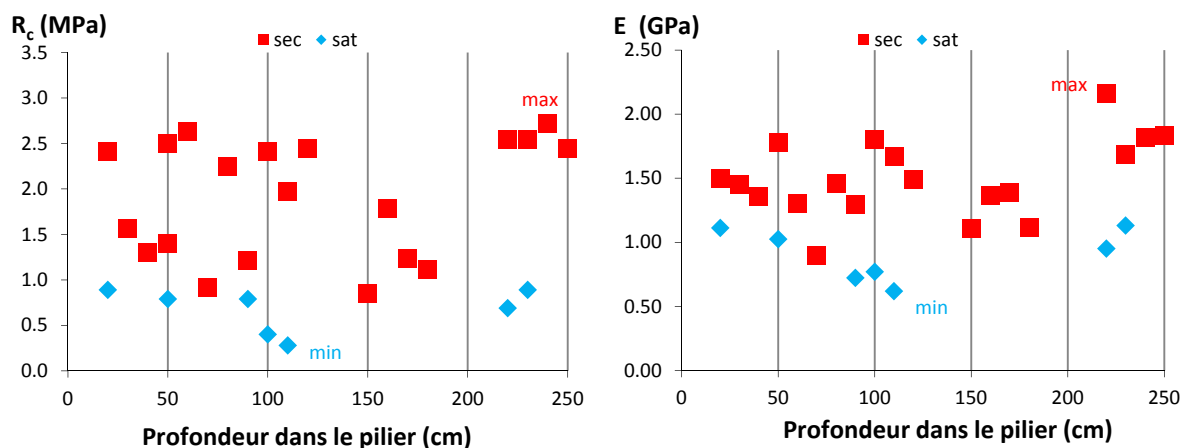 R_c (MPa)
sec sat
3.5
3.0
2.5
2.0
1.5
1.0
0.5
0.0
max
min
0 50 100 150 200 250
Profondeur dans le pilier (cm)
E (GPa)
sec sat
2.50
2.00
1.50
1.00
0.50
0.00
max
min
0 50 100 150 200 250
Profondeur dans le pilier (cm)